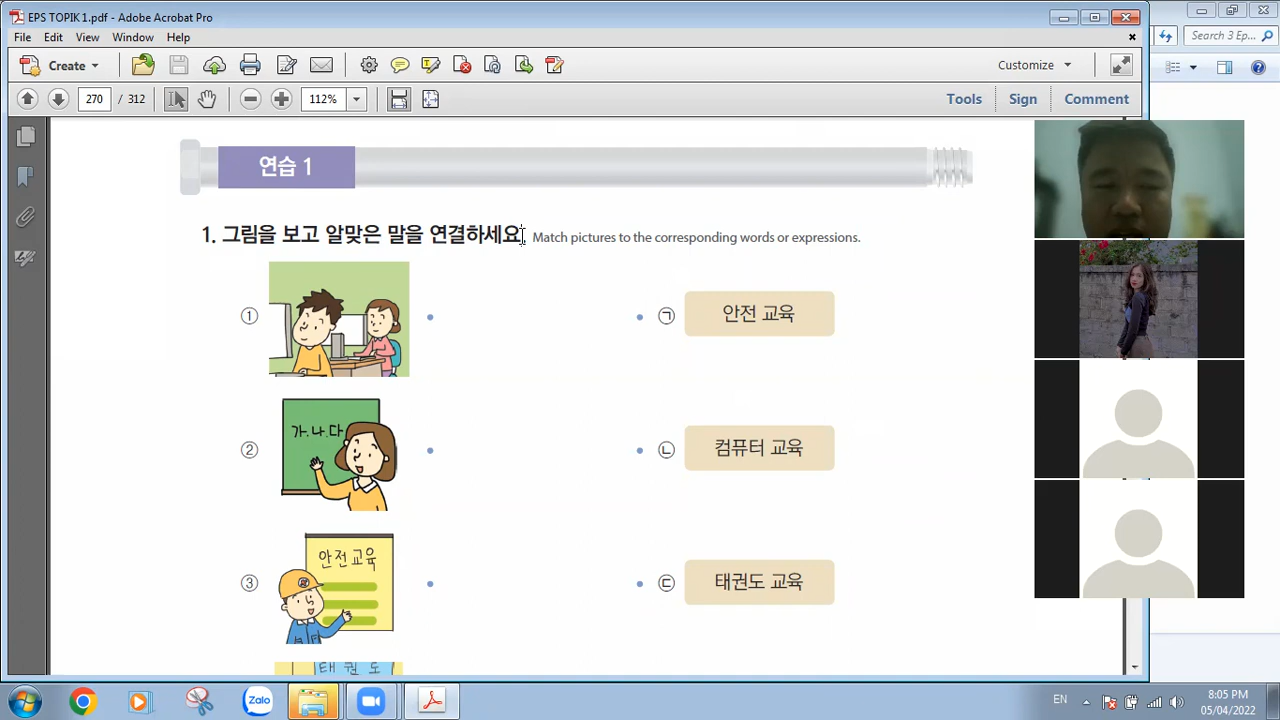 EPS TOPIK 1.pdf - Adobe Acrobat Pro
File Edit View Window Help
Search 3 Ep...
Create
Customize
270 / 312
112%
Tools Sign Comment
연습 1
1. 그림을 보고 알맞은 말을 연결하세요. Match pictures to the corresponding words or expressions.
① ㉠ 안전 교육
② 가.나.다 ㉡ 컴퓨터 교육
③ 안전교육 ㉢ 태권도 교육
태권도
Zalo
EN
8:05 PM
05/04/2022